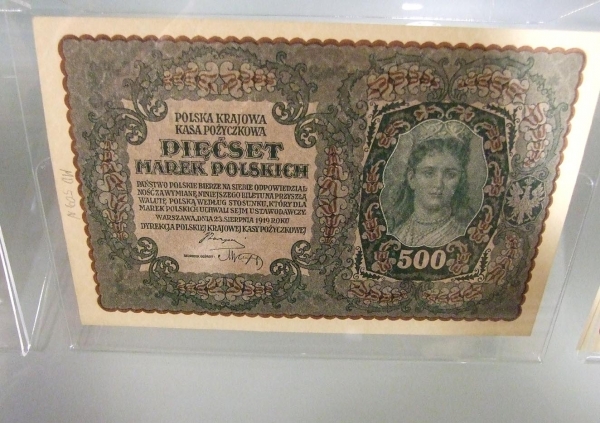 POLSKA KRAJOWA
KASA POŻYCZKOWA
PIĘĆSET
MAREK POLSKICH
PAŃSTWO POLSKIE BIERZE NA SIEBIE ODPOWIEDZIAL
NOŚĆ ZA WYMIANĘ NINIEJSZEGO BILETU NA PRZYSZŁĄ
WALUTĘ POLSKĄ WEDŁUG STOSUNKU, KTÓRY DLA
MAREK POLSKICH UCHWALI SEJM USTAWODAWCZY
WARSZAWA, DNIA 23 SIERPNIA 1919 ROKU
DYREKCJA POLSKIEJ KRAJOWEJ KASY POŻYCZKOWEJ
500